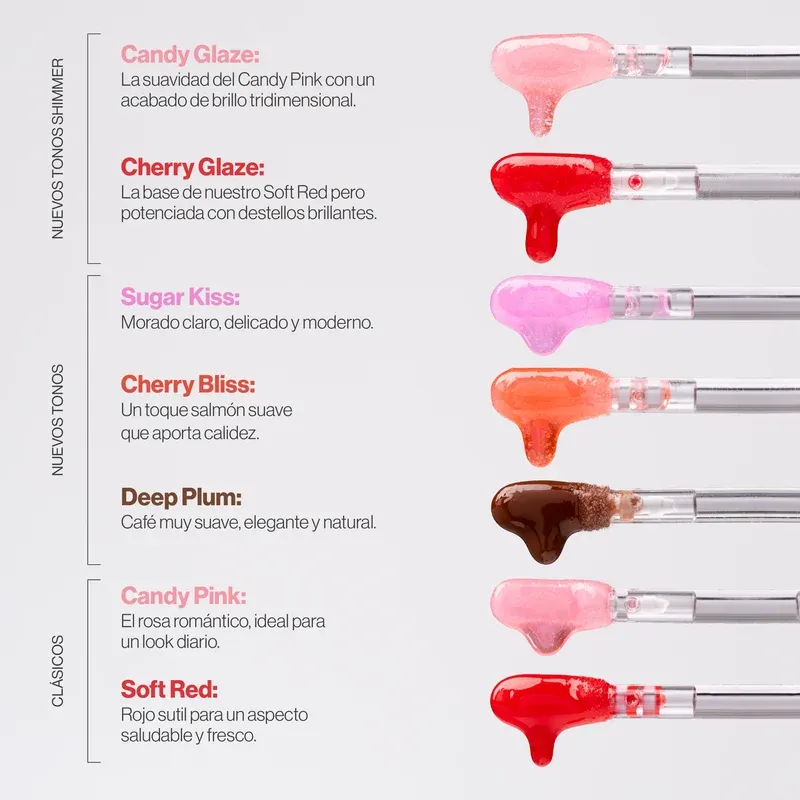 NUEVOS TONOS SHIMMER
Candy Glaze:
La suavidad del Candy Pink con un
acabado de brillo tridimensional.
Cherry Glaze:
La base de nuestro Soft Red pero
potenciada con destellos brillantes.
NUEVOS TONOS
Sugar Kiss:
Morado claro, delicado y moderno.
Cherry Bliss:
Un toque salmón suave
que aporta calidez.
Deep Plum:
Café muy suave, elegante y natural.
CLÁSICOS
Candy Pink:
El rosa romántico, ideal para
un look diario.
Soft Red:
Rojo sutil para un aspecto
saludable y fresco.